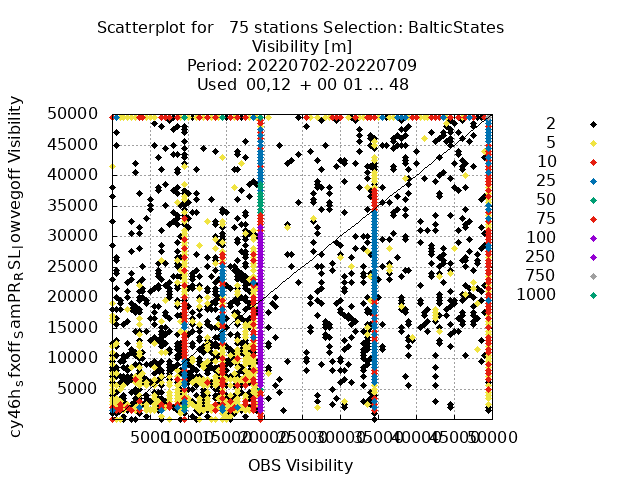 Scatterplot for 75 stations Selection: BalticStates
Visibility [m]
Period: 20220702-20220709
Used 00,12 + 00 01 ... 48
50000
45000
40000
35000
30000
25000
20000
15000
10000
5000
cy46h_sfxoff_samPR_RSL_lowvegoff Visibility
5000 10000 15000 20000 25000 30000 35000 40000 45000 50000
OBS Visibility
2
5
10
25
50
75
100
250
750
1000